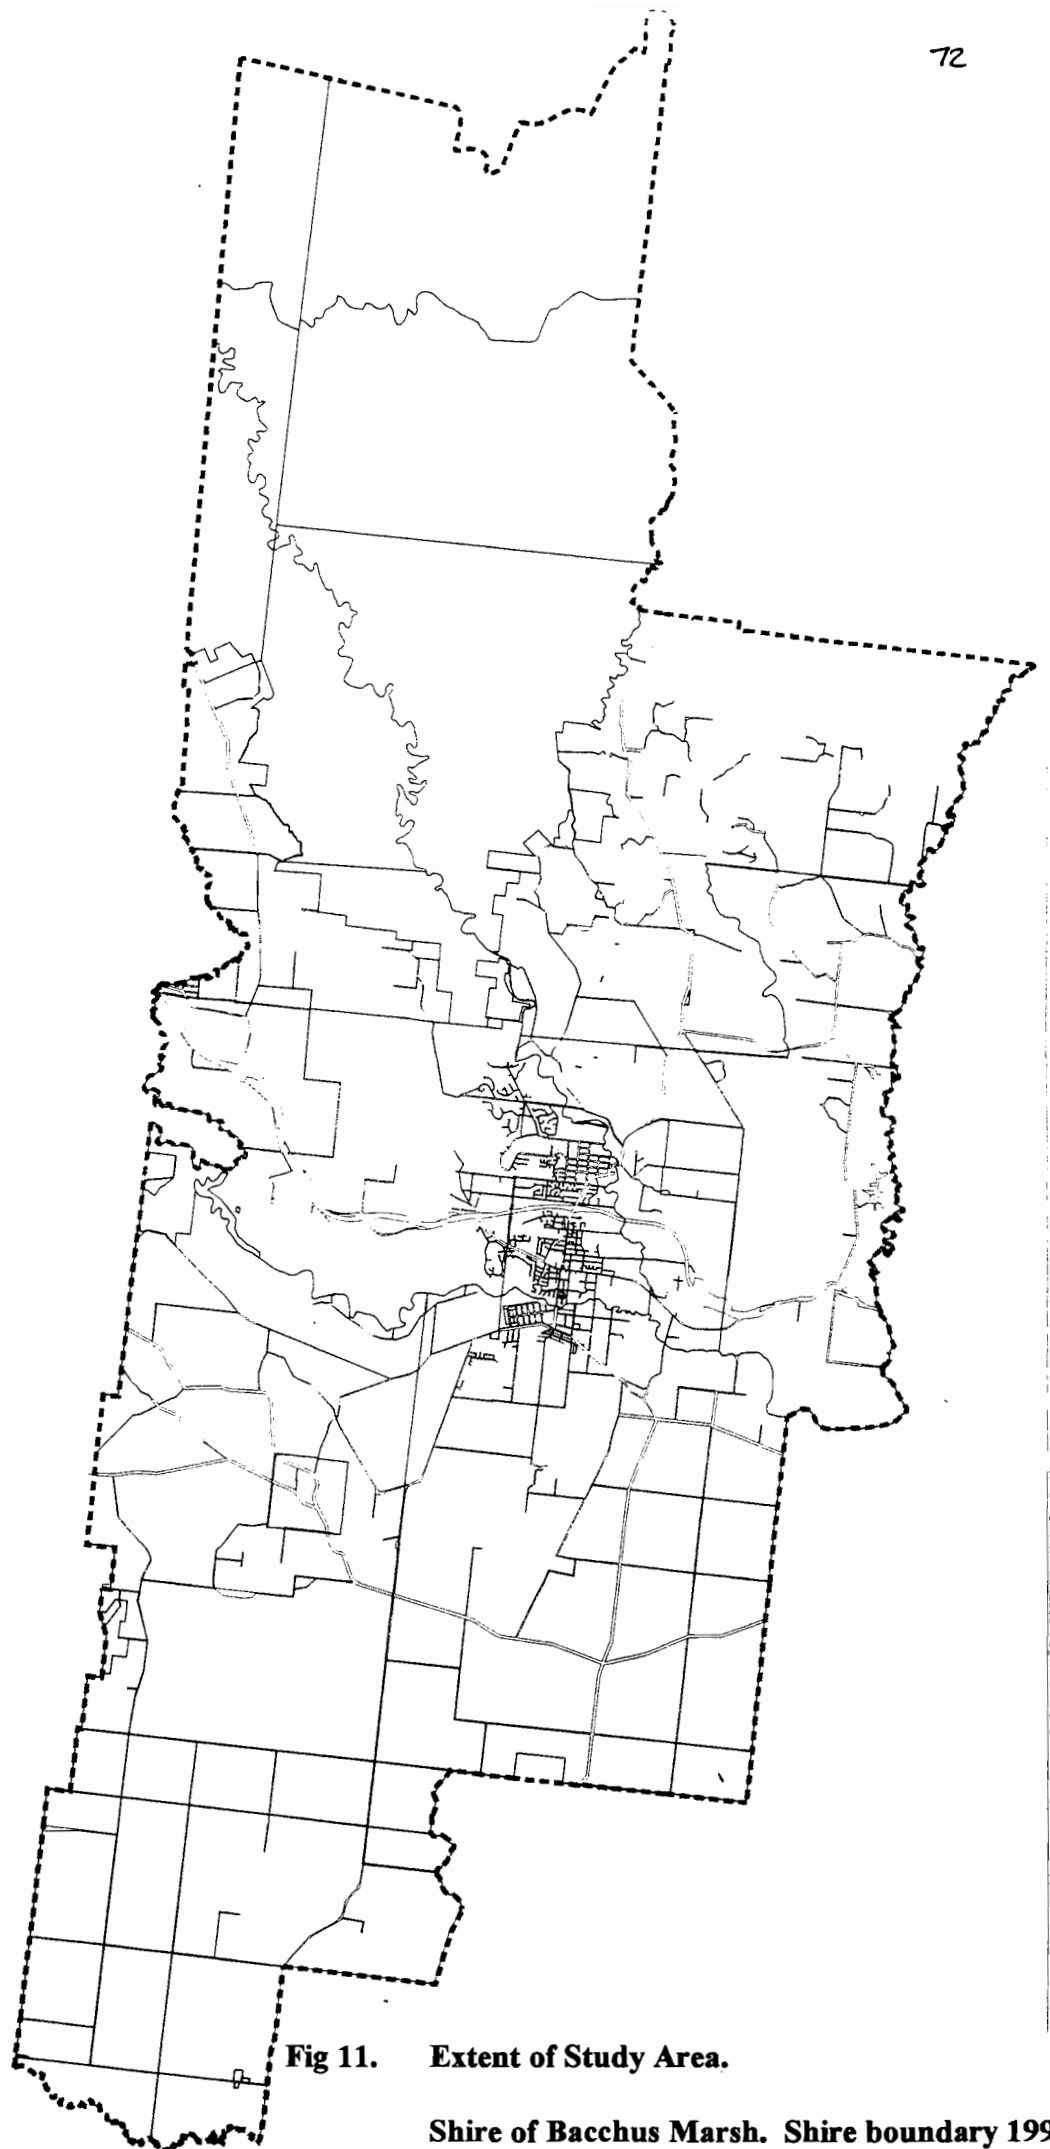 72
Fig 11. Extent of Study Area.
Shire of Bacchus Marsh. Shire boundary 199